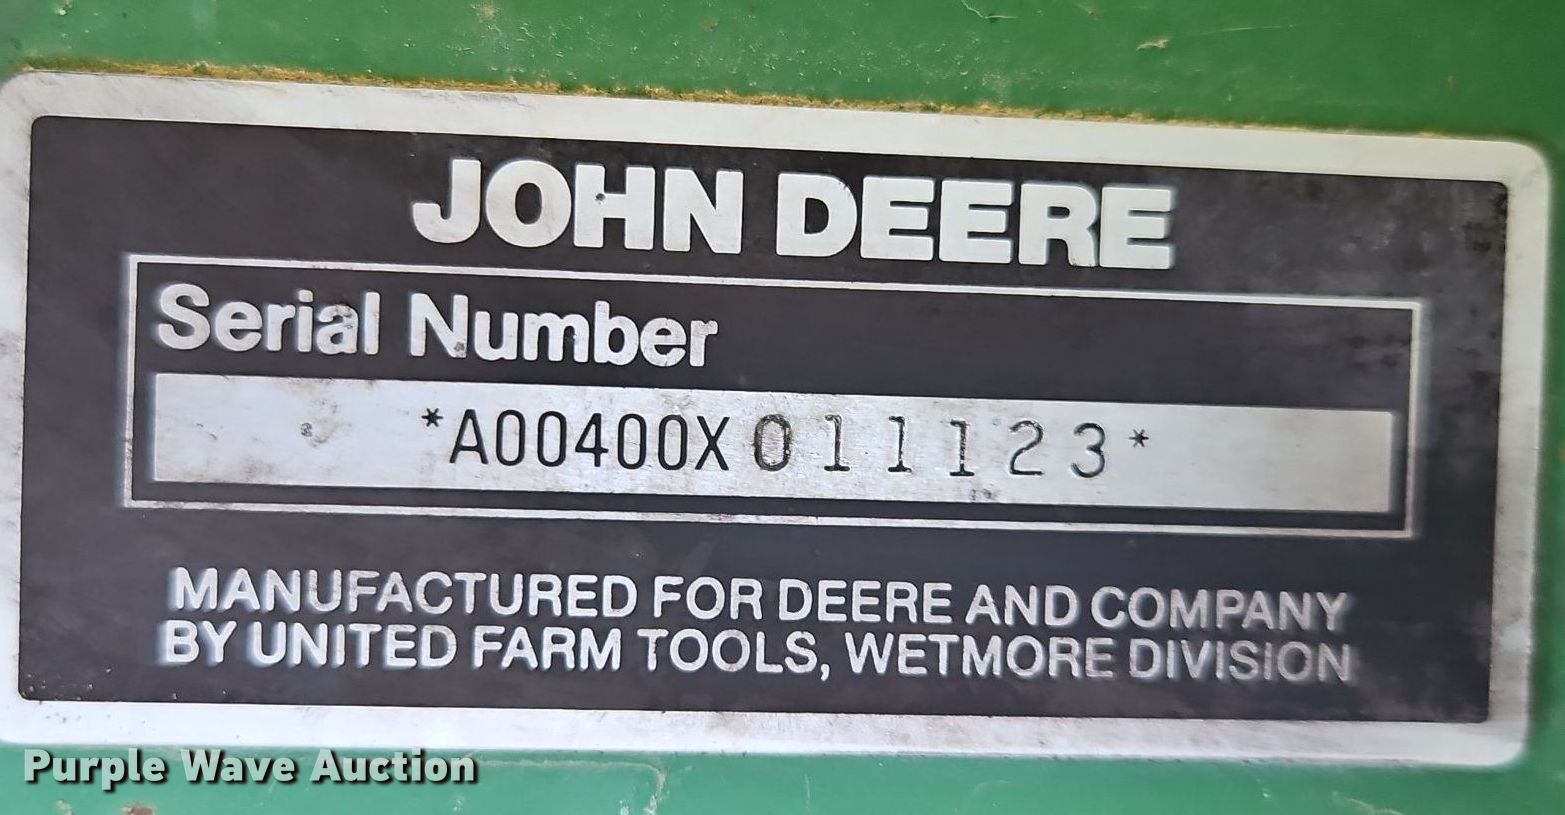 JOHN DEERE
Serial Number
*A00400X011123*
MANUFACTURED FOR DEERE AND COMPANY
BY UNITED FARM TOOLS, WETMORE DIVISION
Purple Wave Auction